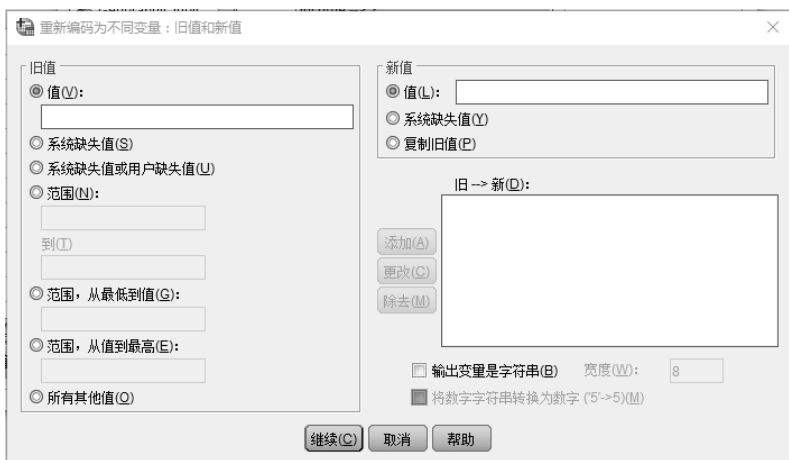 重新编码为不同变量：旧值和新值
旧值
值(V):
系统缺失值(S)
系统缺失值或用户缺失值(U)
范围(N):
到(T)
范围，从最低到值(G):
范围，从值到最高(E):
所有其他值(O)
新值
值(L):
系统缺失值(Y)
复制旧值(P)
旧 --> 新(D):
添加(A)
更改(C)
除去(M)
输出变量是字符串(B) 宽度(W): 8
将数字字符串转换为数字 ('5'->5)(M)
继续(C) 取消 帮助